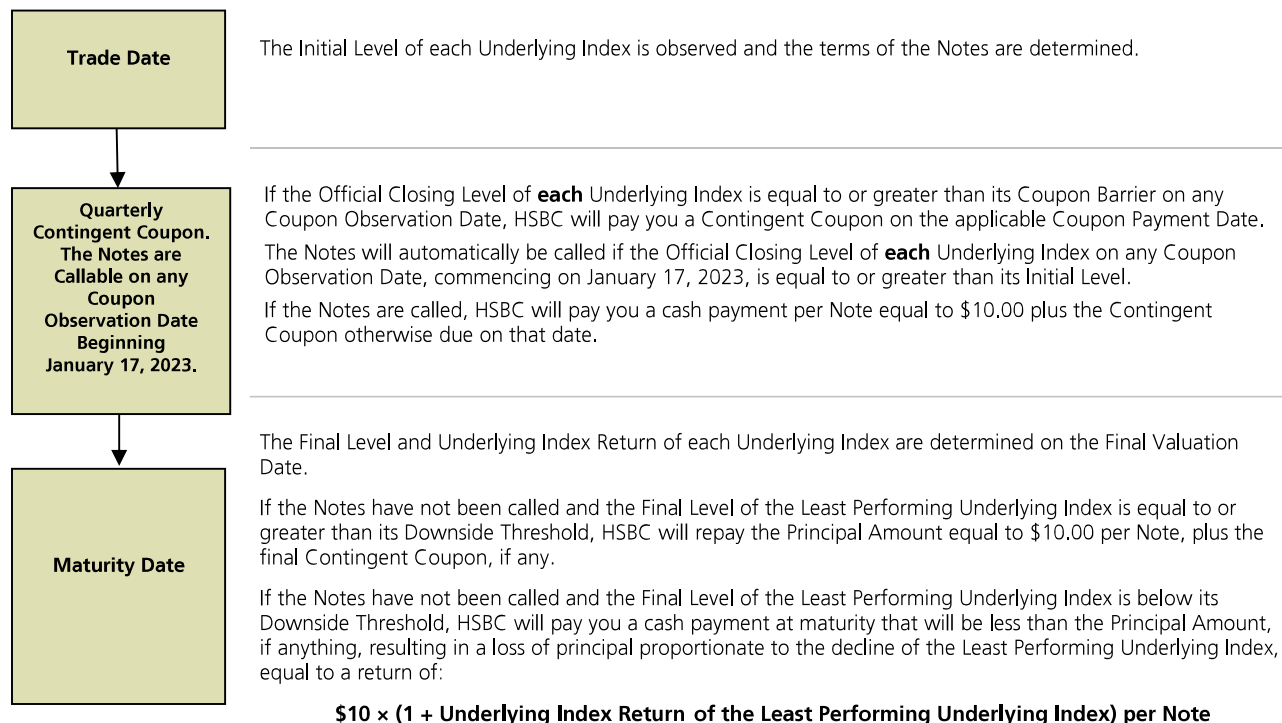 Trade Date
The Initial Level of each Underlying Index is observed and the terms of the Notes are determined.
Quarterly
Contingent Coupon.
The Notes are
Callable on any
Coupon
Observation Date
Beginning
January 17, 2023.
If the Official Closing Level of each Underlying Index is equal to or greater than its Coupon Barrier on any
Coupon Observation Date, HSBC will pay you a Contingent Coupon on the applicable Coupon Payment Date.
The Notes will automatically be called if the Official Closing Level of each Underlying Index on any Coupon
Observation Date, commencing on January 17, 2023, is equal to or greater than its Initial Level.
If the Notes are called, HSBC will pay you a cash payment per Note equal to $10.00 plus the Contingent
Coupon otherwise due on that date.
Maturity Date
The Final Level and Underlying Index Return of each Underlying Index are determined on the Final Valuation
Date.
If the Notes have not been called and the Final Level of the Least Performing Underlying Index is equal to or
greater than its Downside Threshold, HSBC will repay the Principal Amount equal to $10.00 per Note, plus the
final Contingent Coupon, if any.
If the Notes have not been called and the Final Level of the Least Performing Underlying Index is below its
Downside Threshold, HSBC will pay you a cash payment at maturity that will be less than the Principal Amount,
if anything, resulting in a loss of principal proportionate to the decline of the Least Performing Underlying Index,
equal to a return of:
$10 × (1 + Underlying Index Return of the Least Performing Underlying Index) per Note